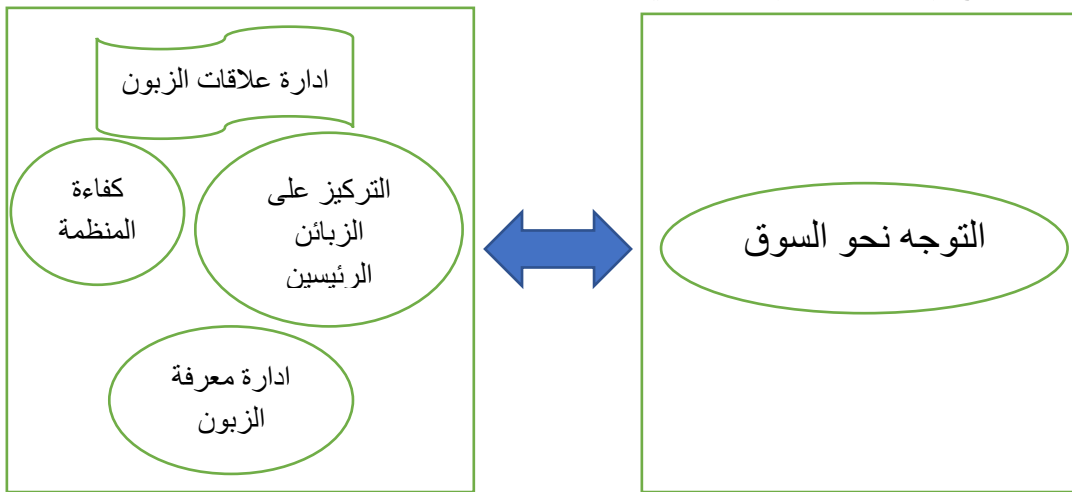 ادارة علاقات الزبون
كفاءة
المنظمة
التركيز على
الزبائن
الرئيسين
ادارة معرفة
الزبون
التوجه نحو السوق